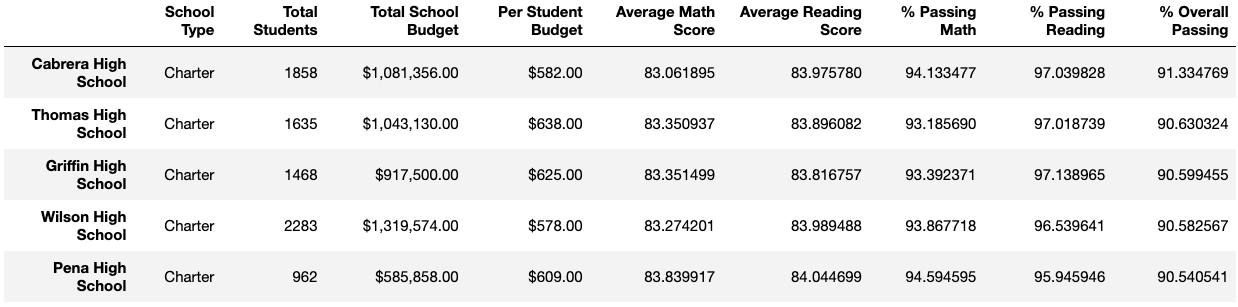 School Total Total School Per Student Average Math Average Reading % Passing % Passing % Overall
Type Students Budget Budget Score Score Math Reading Passing
Cabrera High
School Charter 1858 $1,081,356.00 $582.00 83.061895 83.975780 94.133477 97.039828 91.334769
Thomas High
School Charter 1635 $1,043,130.00 $638.00 83.350937 83.896082 93.185690 97.018739 90.630324
Griffin High
School Charter 1468 $917,500.00 $625.00 83.351499 83.816757 93.392371 97.138965 90.599455
Wilson High
School Charter 2283 $1,319,574.00 $578.00 83.274201 83.989488 93.867718 96.539641 90.582567
Pena High
School Charter 962 $585,858.00 $609.00 83.839917 84.044699 94.594595 95.945946 90.540541